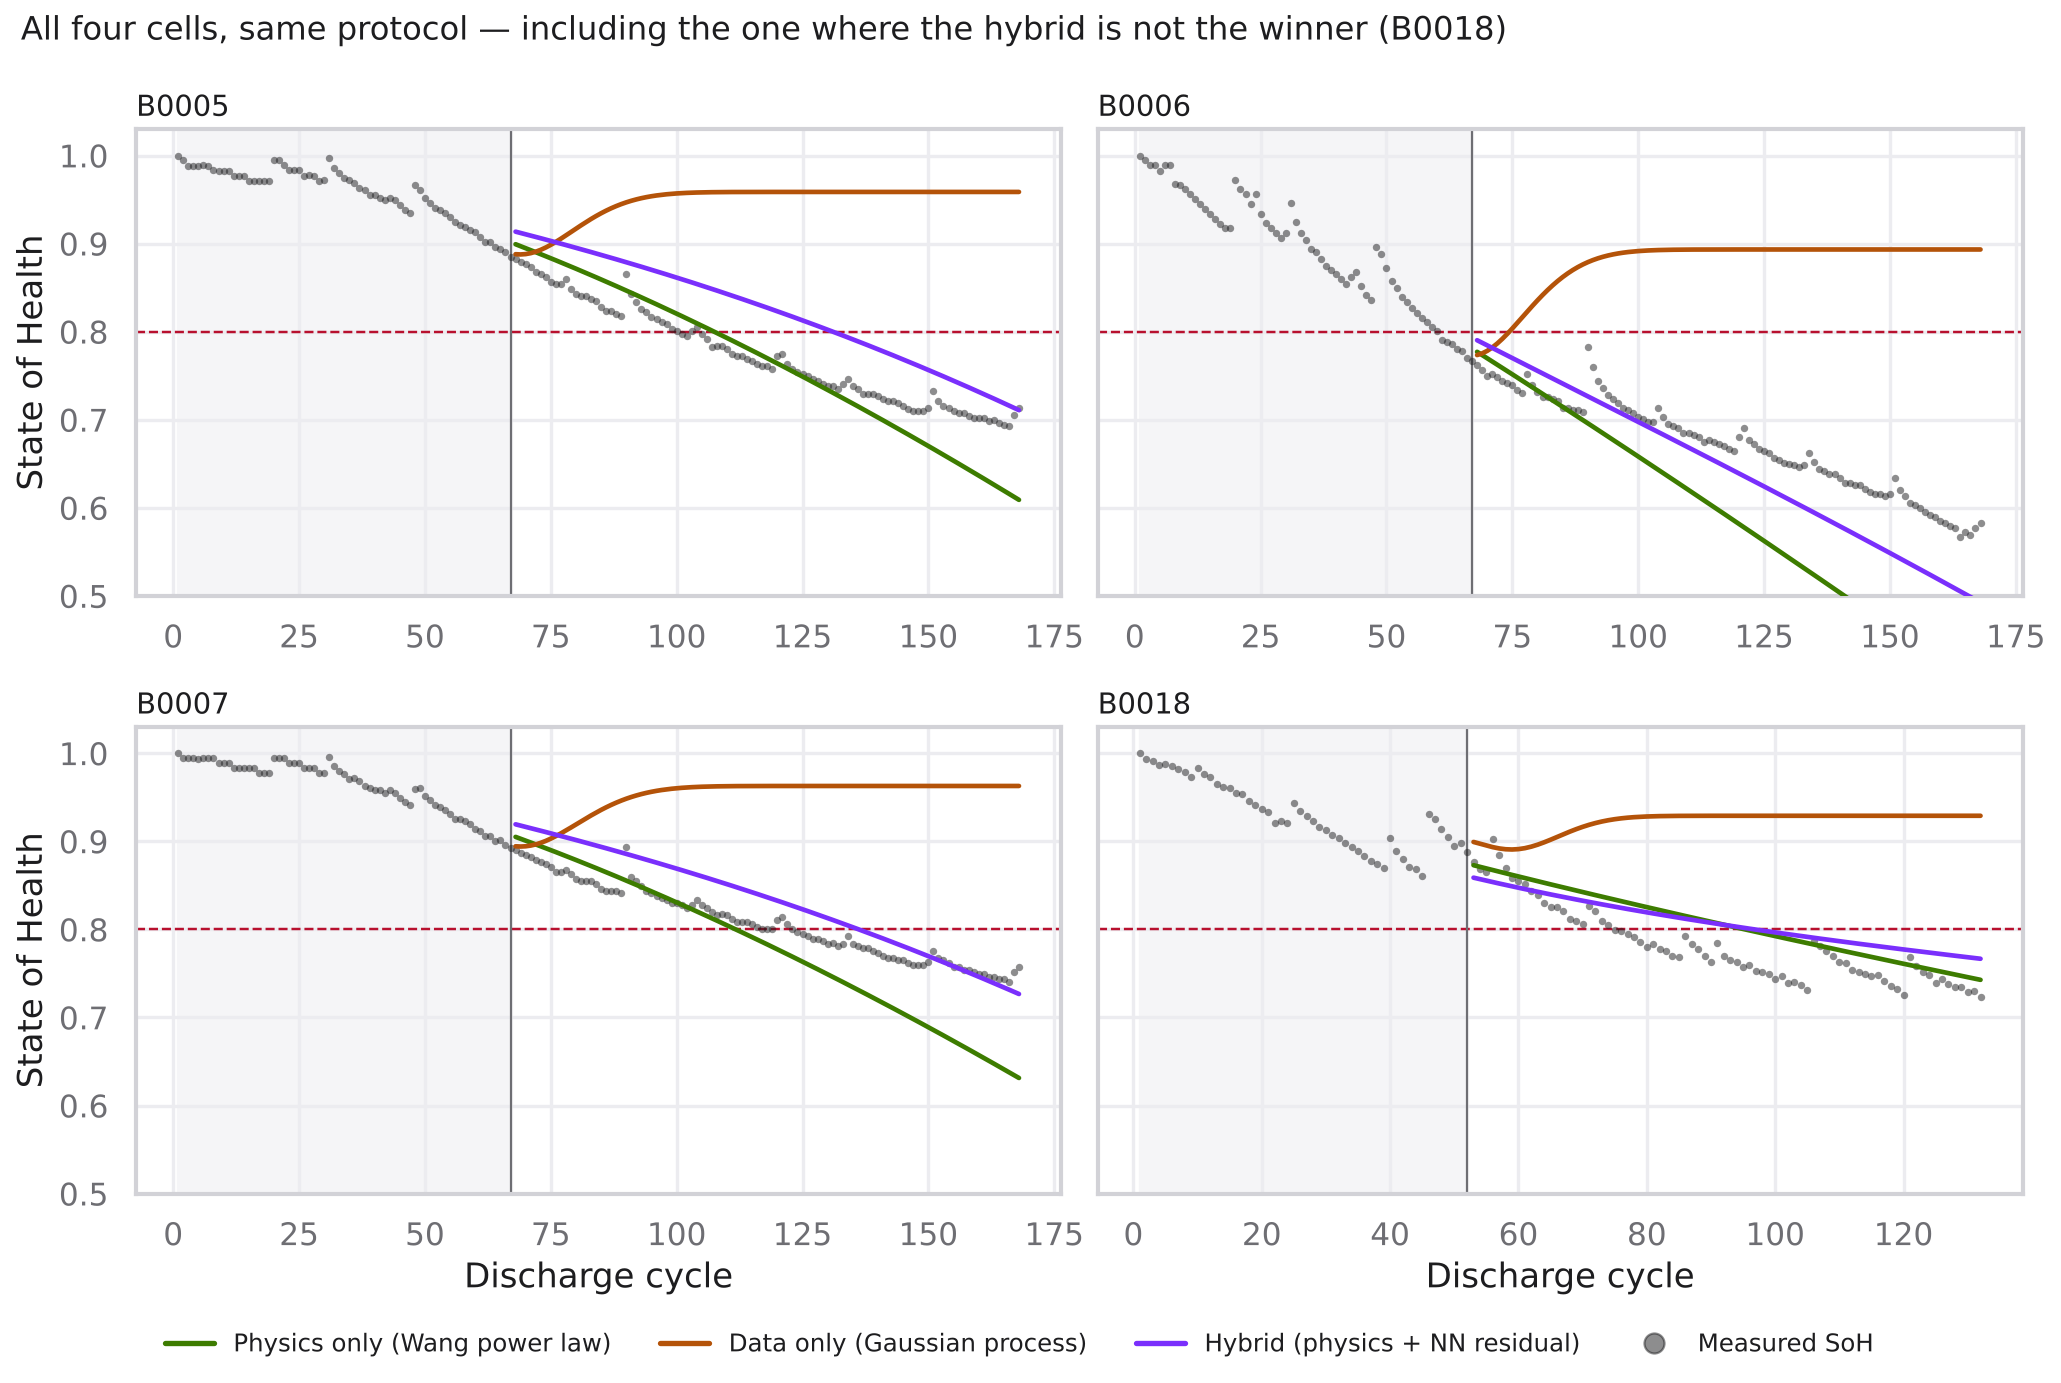 All four cells, same protocol — including the one where the hybrid is not the winner (B0018)
B0005
B0006
State of Health
1.0
0.9
0.8
0.7
0.6
0.5
0 25 50 75 100 125 150 175
0 25 50 75 100 125 150 175
B0007
B0018
State of Health
1.0
0.9
0.8
0.7
0.6
0.5
0 25 50 75 100 125 150 175
0 20 40 60 80 100 120
Discharge cycle
Discharge cycle
Physics only (Wang power law)
Data only (Gaussian process)
Hybrid (physics + NN residual)
Measured SoH